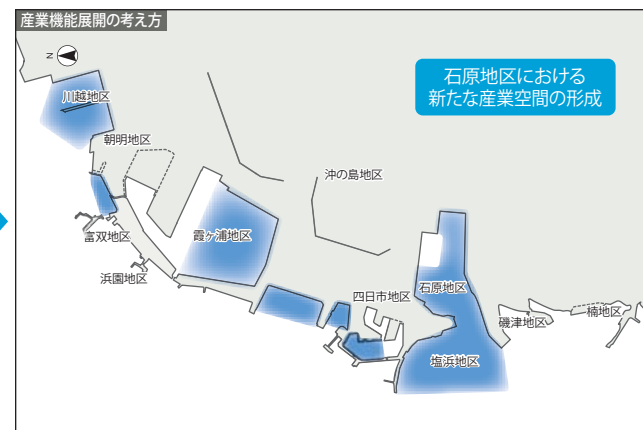 産業機能展開の考え方
N
石原地区における
新たな産業空間の形成
川越地区
朝明地区
沖の島地区
富双地区
霞ヶ浦地区
浜園地区
石原地区
四日市地区
楠地区
磯津地区
塩浜地区